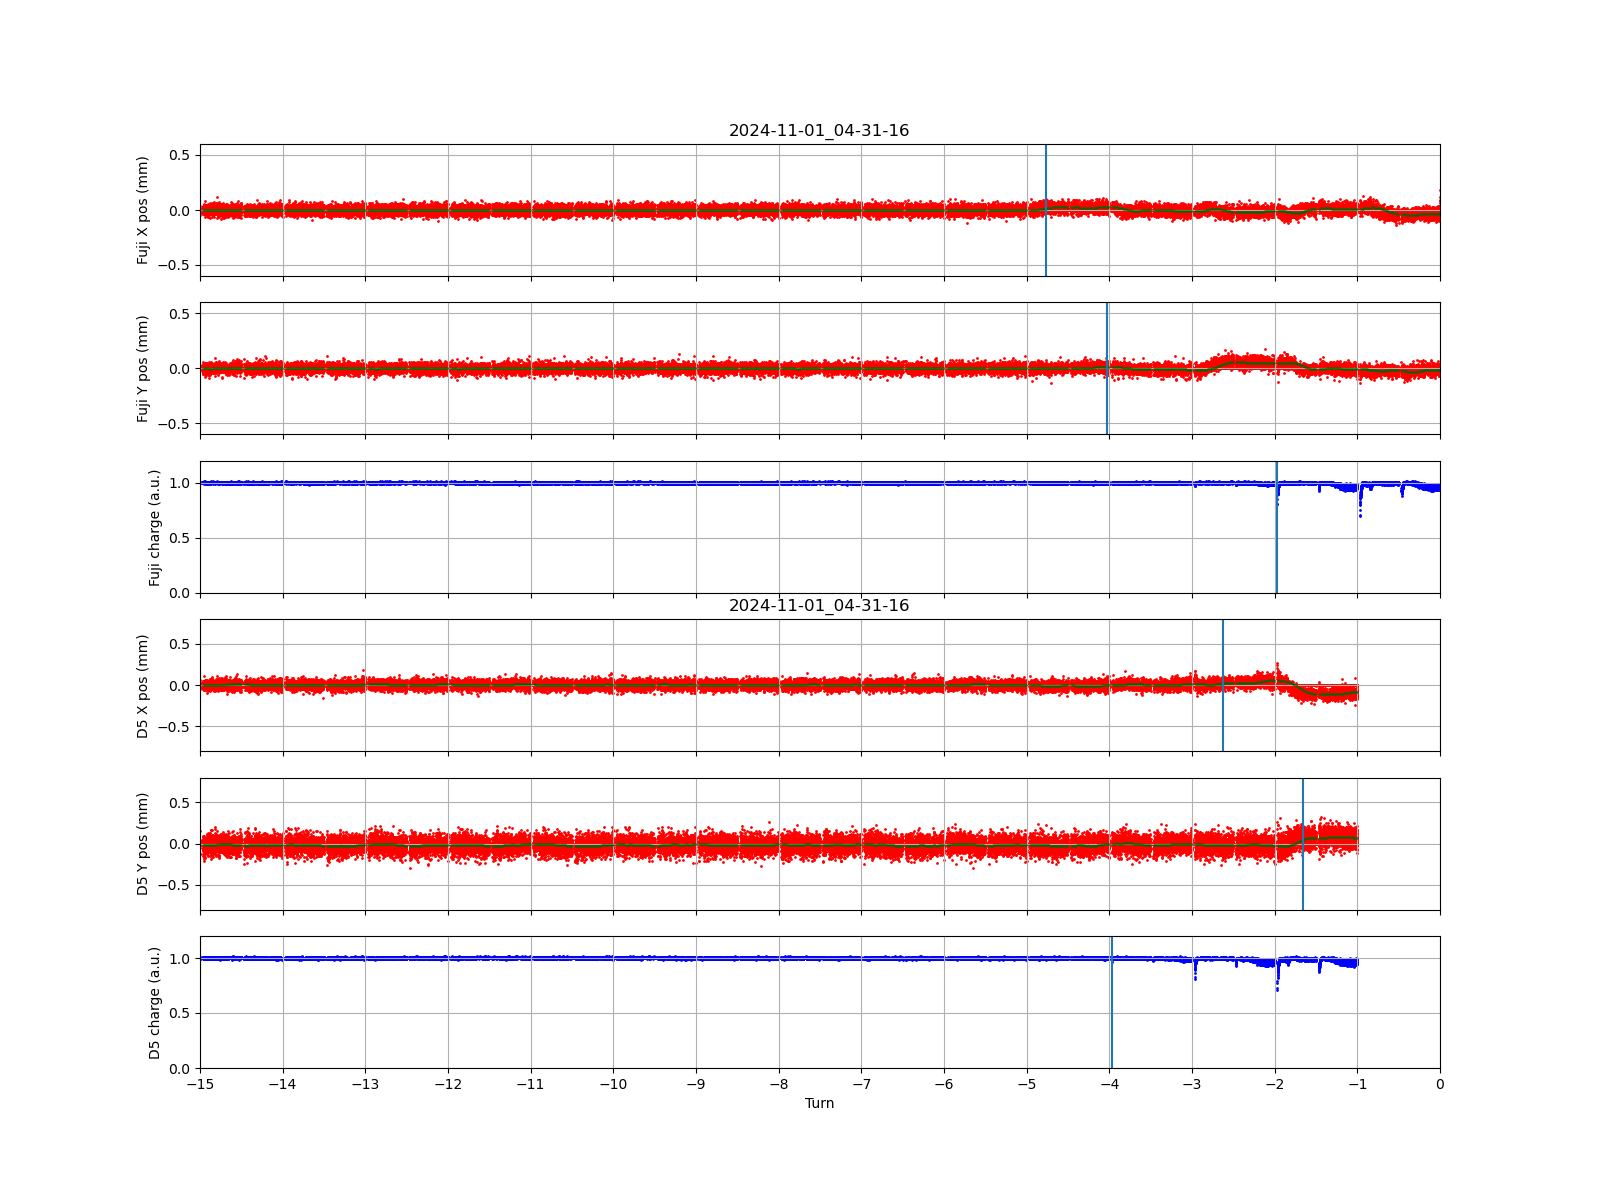 2024-11-01_04-31-16
0.5
0.0
−0.5
Fuji X pos (mm)
0.5
0.0
−0.5
Fuji Y pos (mm)
1.0
0.5
0.0
Fuji charge (a.u.)
2024-11-01_04-31-16
0.5
0.0
−0.5
D5 X pos (mm)
0.5
0.0
−0.5
D5 Y pos (mm)
1.0
0.5
0.0
D5 charge (a.u.)
−15 −14 −13 −12 −11 −10 −9 −8 −7 −6 −5 −4 −3 −2 −1 0
Turn